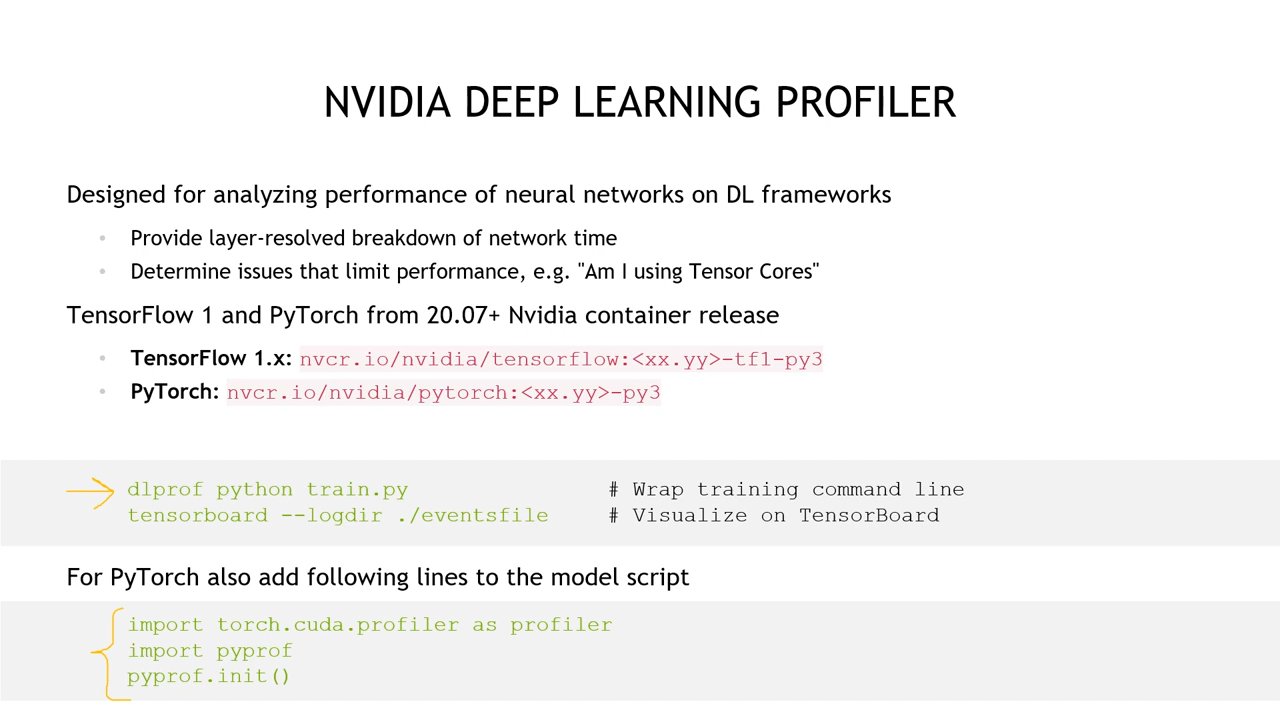 NVIDIA DEEP LEARNING PROFILER
Designed for analyzing performance of neural networks on DL frameworks
• Provide layer-resolved breakdown of network time
• Determine issues that limit performance, e.g. "Am I using Tensor Cores"
TensorFlow 1 and PyTorch from 20.07+ Nvidia container release
• TensorFlow 1.x: nvcr.io/nvidia/tensorflow:<xx.yy>-tf1-py3
• PyTorch: nvcr.io/nvidia/pytorch:<xx.yy>-py3
dlprof python train.py # Wrap training command line
tensorboard --logdir ./eventsfile # Visualize on TensorBoard
For PyTorch also add following lines to the model script
import torch.cuda.profiler as profiler
import pyprof
pyprof.init()